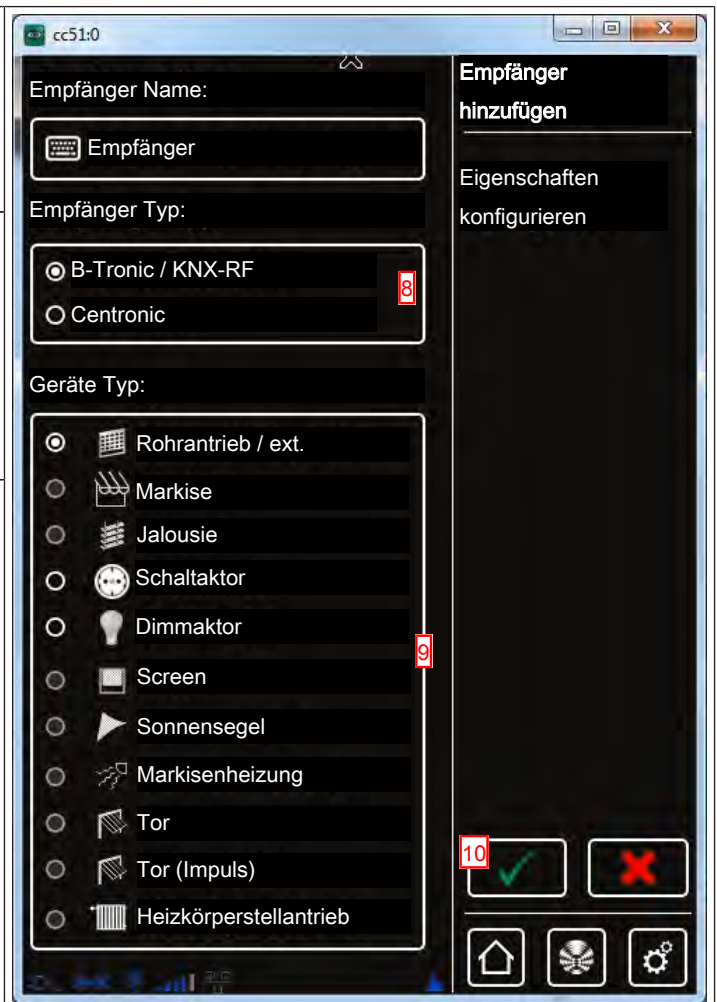 cc51:0
Empfänger Name:
Empfänger
Empfänger Typ:
B-Tronic / KNX-RF
8
Centronic
Geräte Typ:
Rohrantrieb / ext.
Markise
Jalousie
Schaltaktor
Dimmaktor
9
Screen
Sonnensegel
Markisenheizung
Tor
Tor (Impuls)
Heizkörperstellantrieb
Empfänger
hinzufügen
Eigenschaften
konfigurieren
10